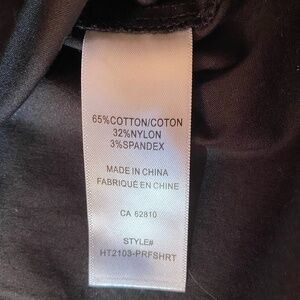 65%COTTON/COTON
32%NYLON
3%SPANDEX
MADE IN CHINA
FABRIQUÉ EN CHINE
CA 62810
STYLE#
HT2103-PRFSHRT